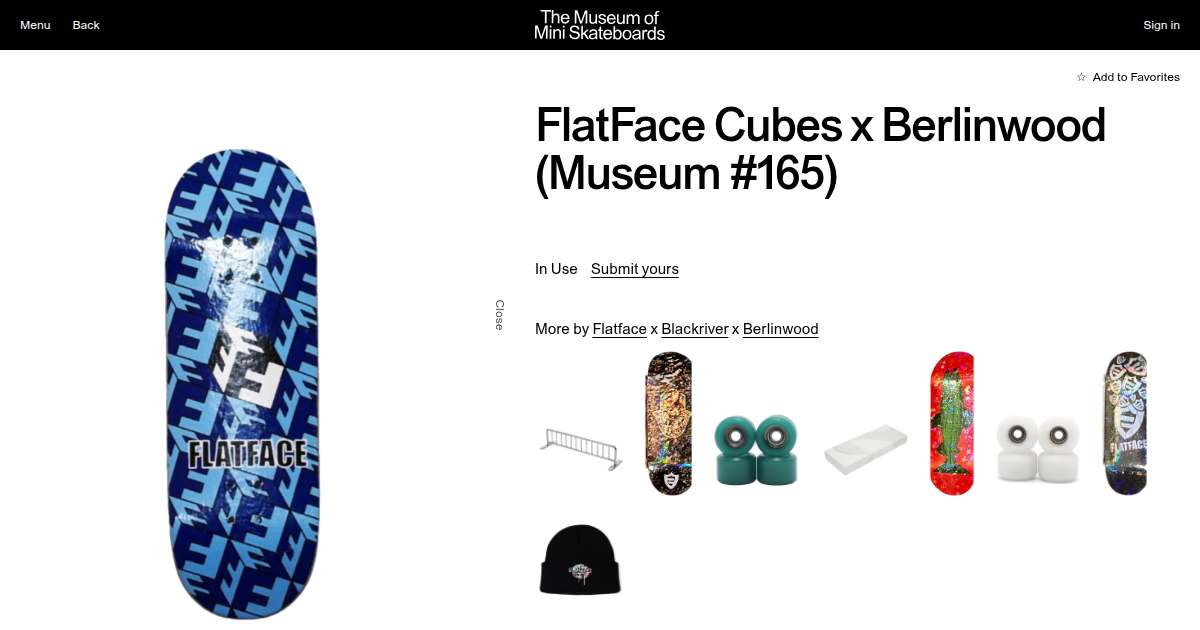 Menu
Back
The Museum of
Mini Skateboards
Sign in
☆ Add to Favorites
FlatFace Cubes x Berlinwood
(Museum #165)
In Use Submit yours
Close
More by Flatface x Blackriver x Berlinwood
FLATFACE
FLATFACE